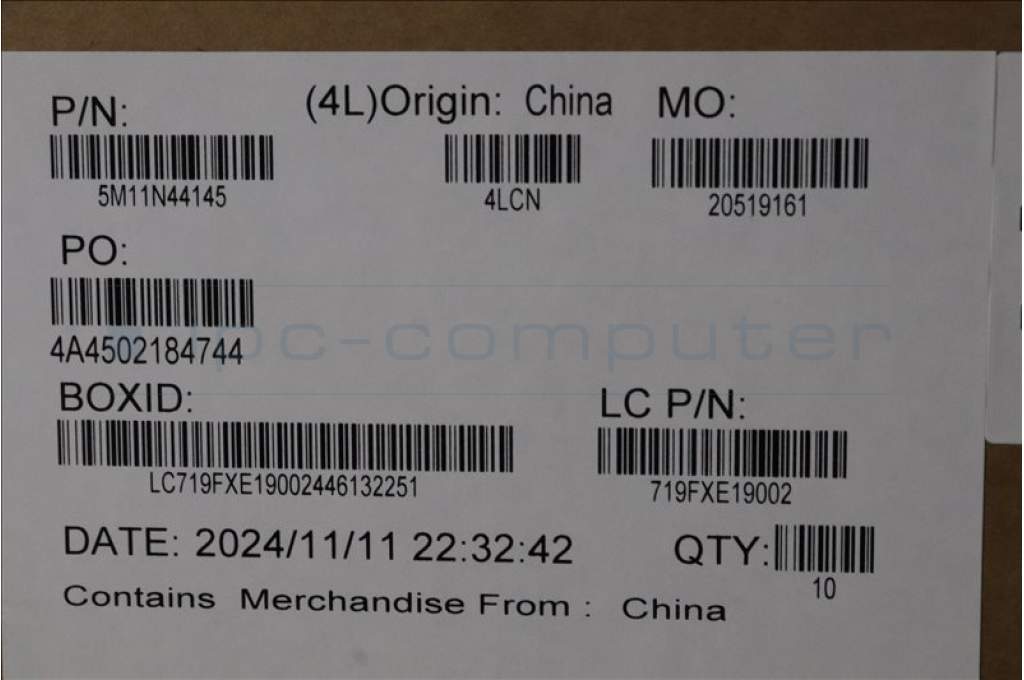 P/N: (4L)Origin: China MO:
5M11N44145 4LCN 20519161
PO:
4A4502184744
ipc-computer
BOXID: LC P/N:
LC719FXE19002446132251 719FXE19002
DATE: 2024/11/11 22:32:42 QTY:
10
Contains Merchandise From : China